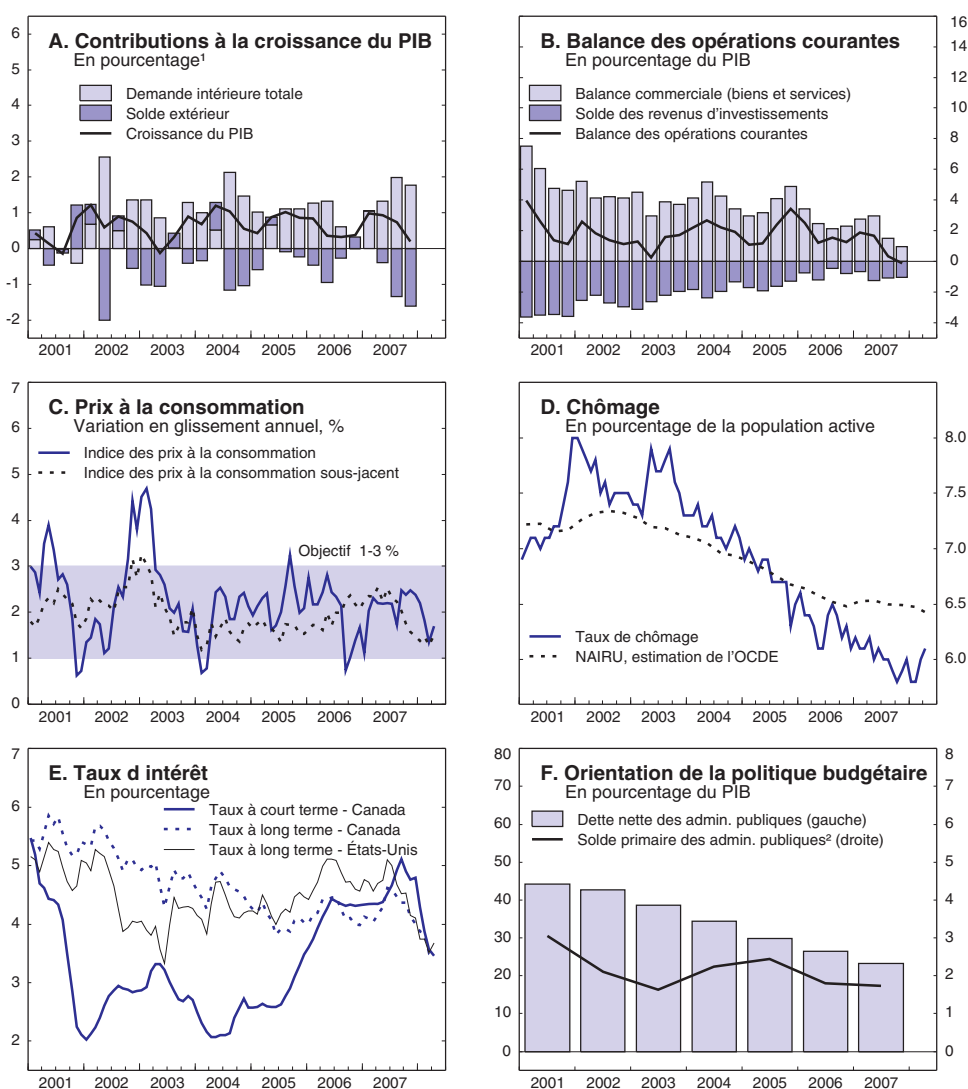 A. Contributions à la croissance du PIB
En pourcentage¹
Demande intérieure totale
Solde extérieur
Croissance du PIB
6
5
4
3
2
1
0
-1
-2
2001 2002 2003 2004 2005 2006 2007
B. Balance des opérations courantes
En pourcentage du PIB
Balance commerciale (biens et services)
Solde des revenus d'investissements
Balance des opérations courantes
16
14
12
10
8
6
4
2
0
-2
-4
2001 2002 2003 2004 2005 2006 2007
C. Prix à la consommation
Variation en glissement annuel, %
Indice des prix à la consommation
Indice des prix à la consommation sous-jacent
Objectif 1-3 %
7
6
5
4
3
2
1
0
2001 2002 2003 2004 2005 2006 2007
D. Chômage
En pourcentage de la population active
8.0
7.5
7.0
6.5
6.0
Taux de chômage
NAIRU, estimation de l'OCDE
2001 2002 2003 2004 2005 2006 2007
E. Taux d intérêt
En pourcentage
Taux à court terme - Canada
Taux à long terme - Canada
Taux à long terme - États-Unis
7
6
5
4
3
2
2001 2002 2003 2004 2005 2006 2007
F. Orientation de la politique budgétaire
En pourcentage du PIB
Dette nette des admin. publiques (gauche)
Solde primaire des admin. publiques² (droite)
80 8
70 7
60 6
50 5
40 4
30 3
20 2
10 1
0 0
2001 2002 2003 2004 2005 2006 2007